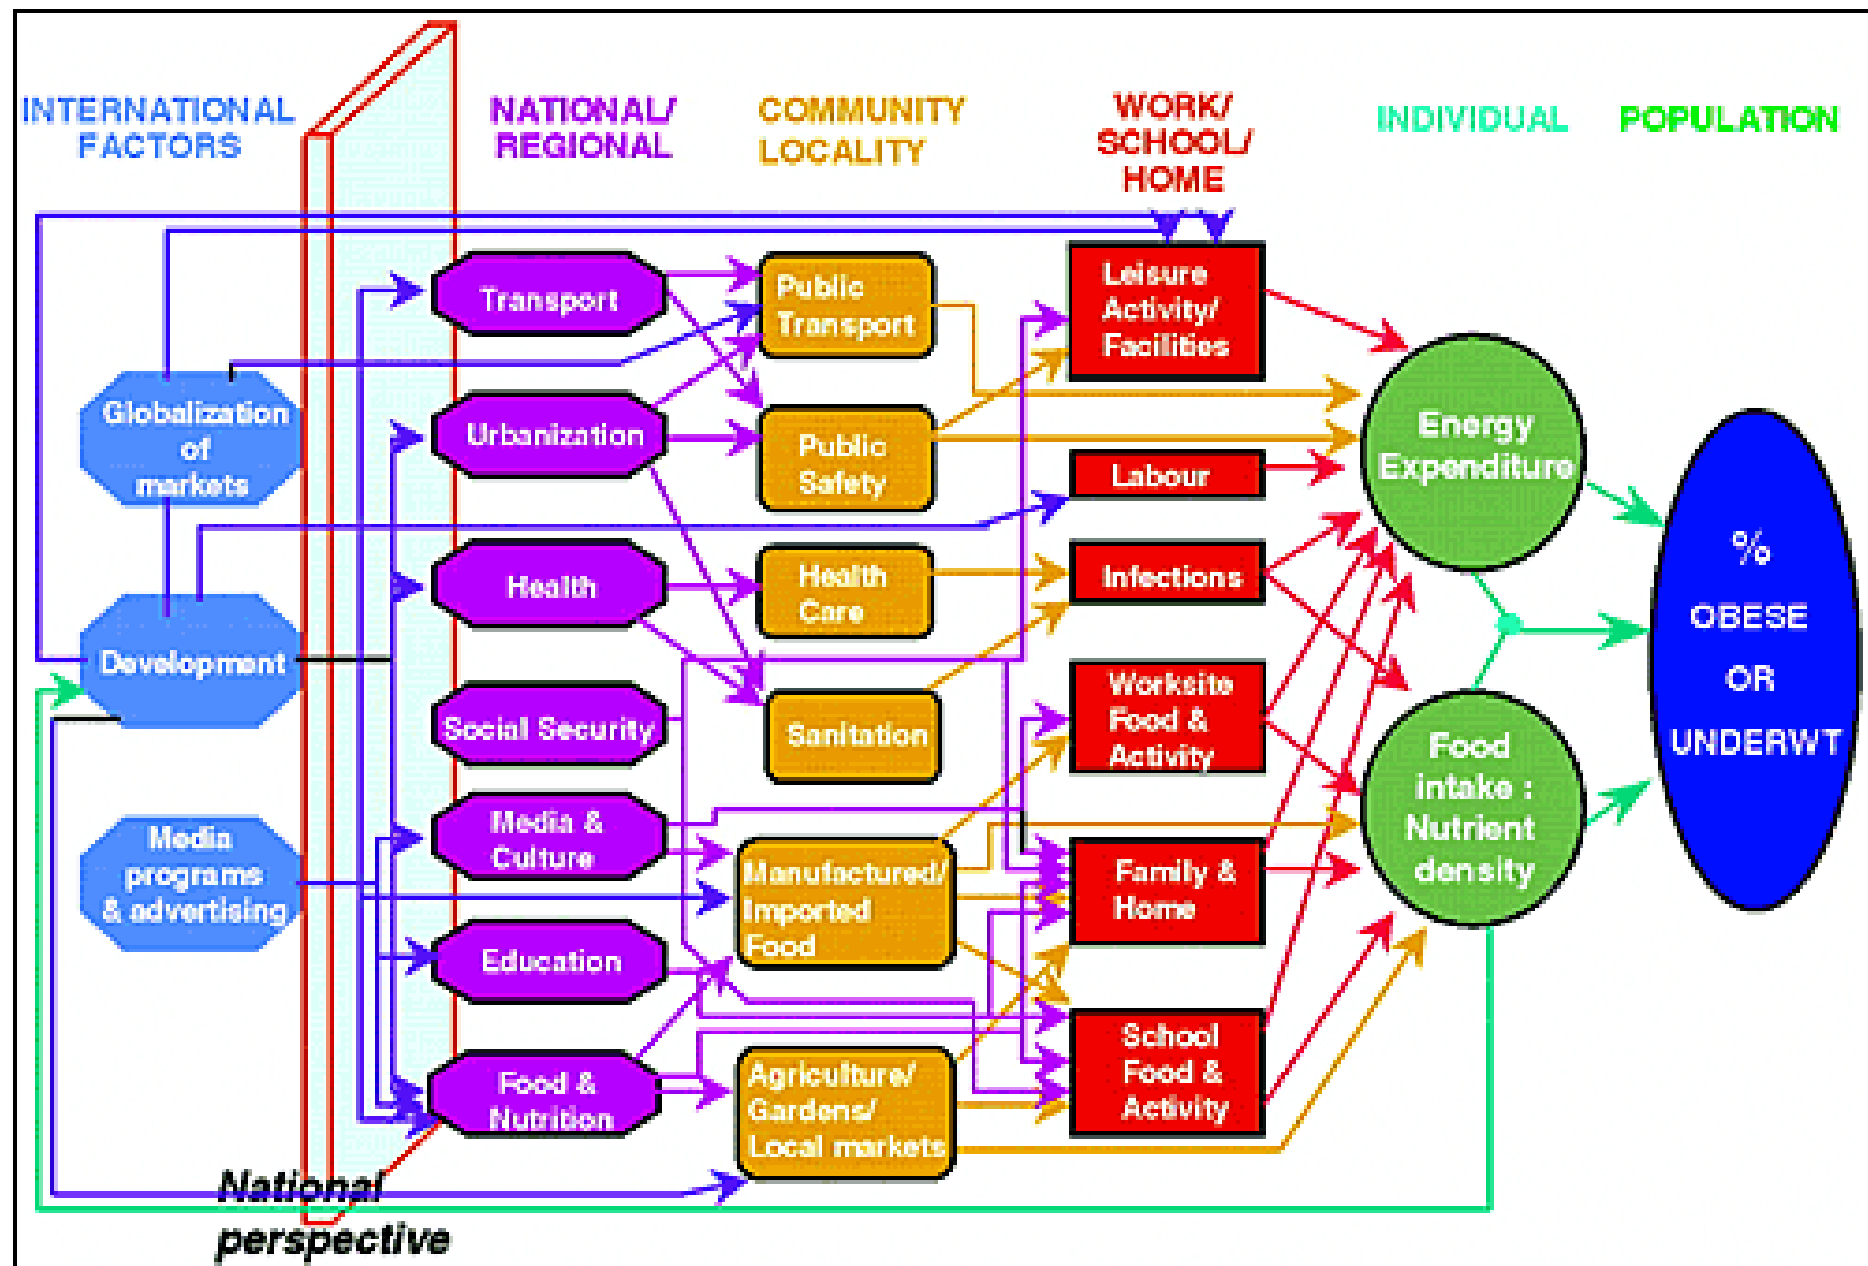 INTERNATIONAL
FACTORS
NATIONAL/
REGIONAL
COMMUNITY
LOCALITY
WORK/
SCHOOL/
HOME
INDIVIDUAL
POPULATION
Globalization
of
markets
Development
Media
programs
& advertising
Transport
Urbanization
Health
Social Security
Media &
Culture
Education
Food &
Nutrition
Public
Transport
Public
Safety
Health
Care
Sanitation
Manufactured/
Imported
Food
Agriculture/
Gardens/
Local markets
Leisure
Activity/
Facilities
Labour
Infections
Worksite
Food &
Activity
Family &
Home
School
Food &
Activity
Energy
Expenditure
Food
intake :
Nutrient
density
%
OBESE
OR
UNDERWT
National
perspective